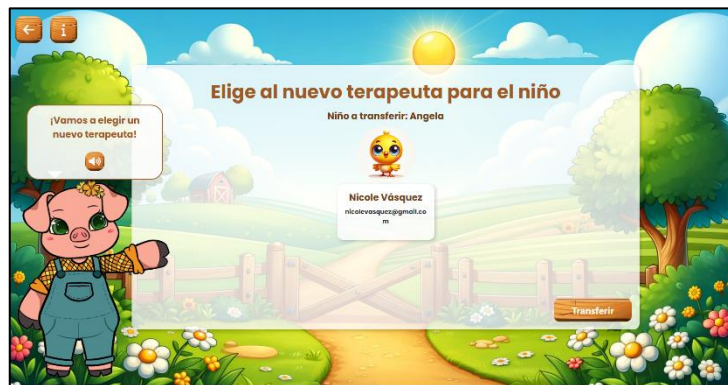 i
Elige al nuevo terapeuta para el niño
Niño a transferir: Angela
¡Vamos a elegir un
nuevo terapeuta!
Nicole Vásquez
nicolevasquez@gmail.co
m
Transferir